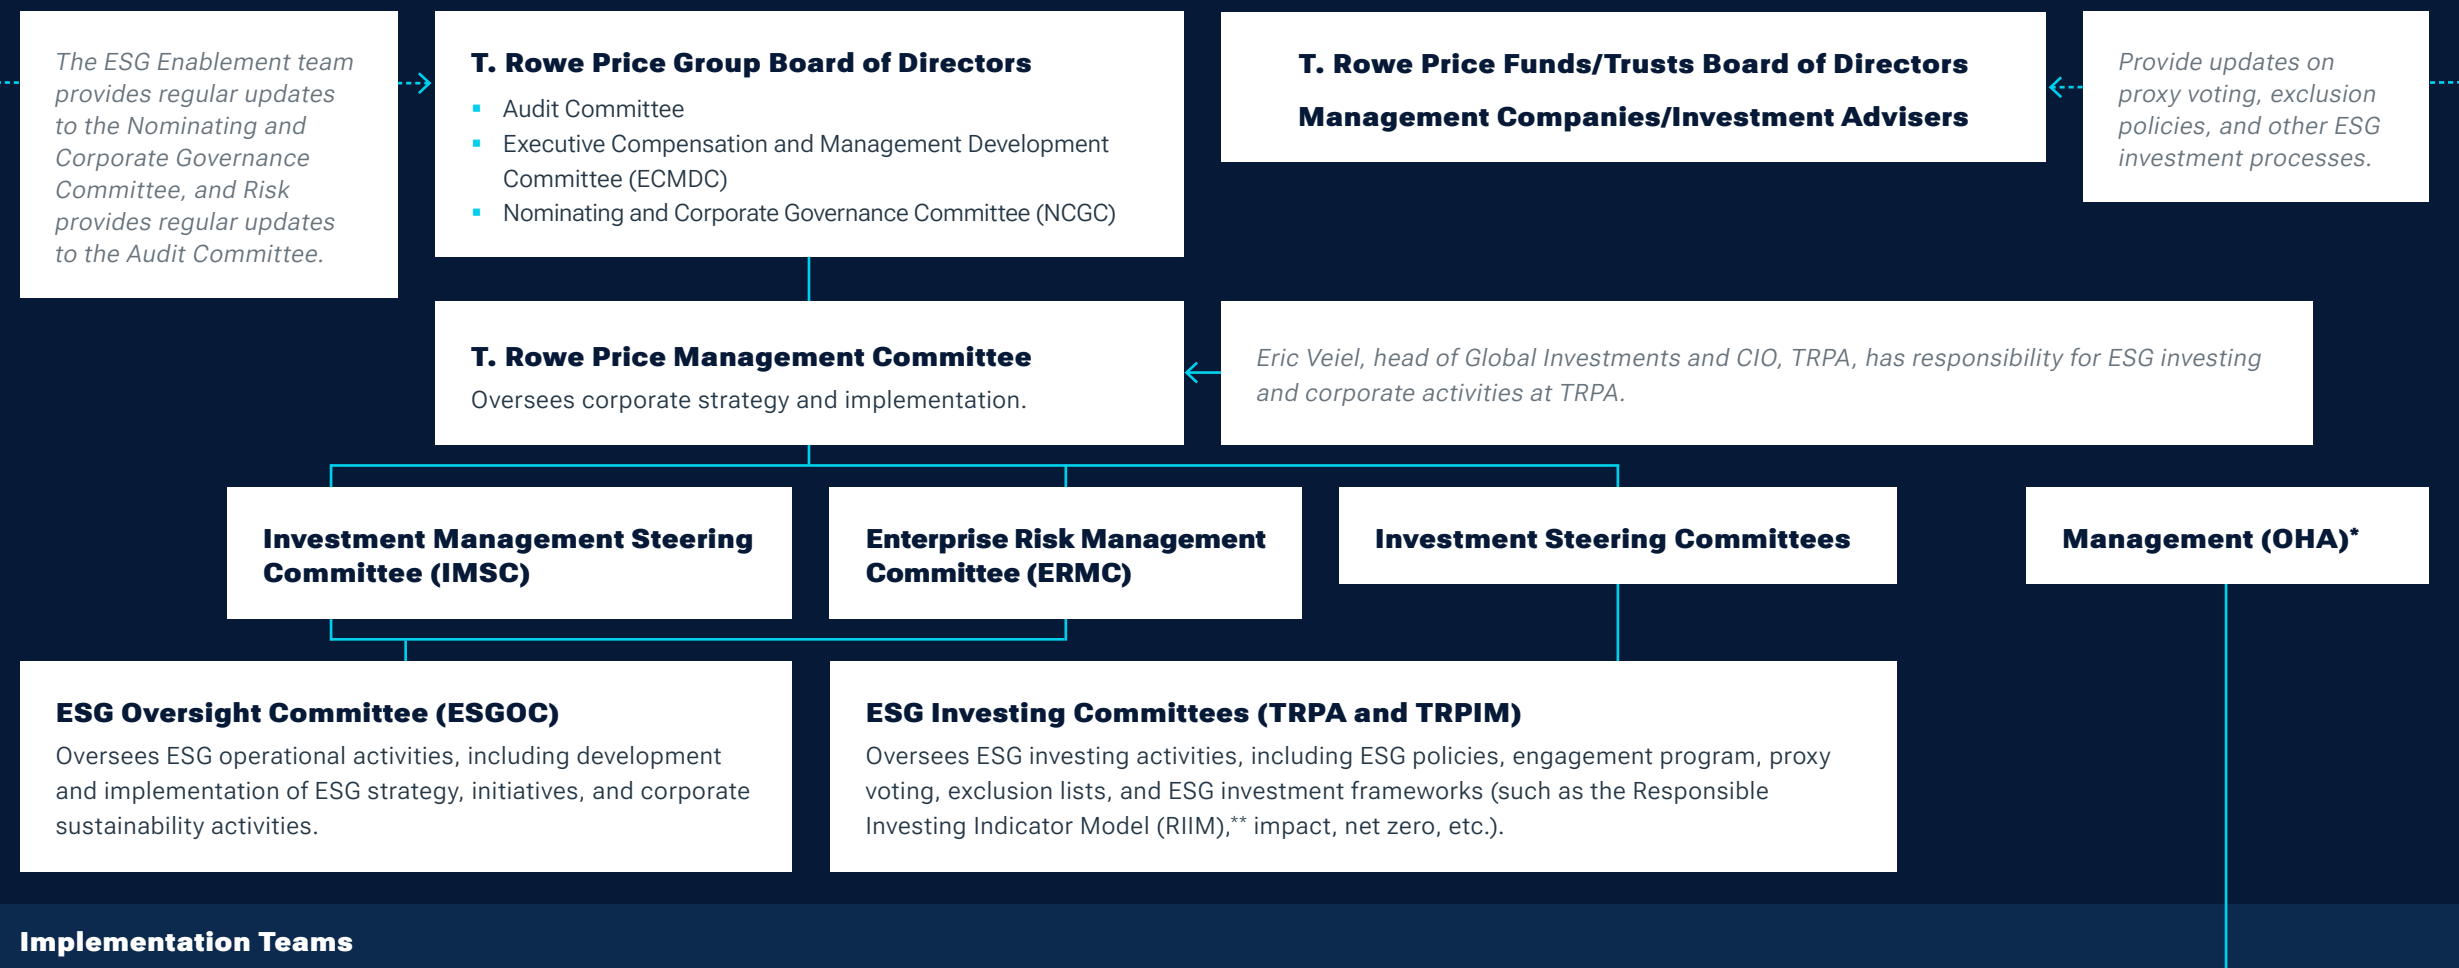 The ESG Enablement team
provides regular updates
to the Nominating and
Corporate Governance
Committee, and Risk
provides regular updates
to the Audit Committee.
T. Rowe Price Group Board of Directors
▪ Audit Committee
▪ Executive Compensation and Management Development
Committee (ECMDC)
▪ Nominating and Corporate Governance Committee (NCGC)
T. Rowe Price Funds/Trusts Board of Directors
Management Companies/Investment Advisers
Provide updates on
proxy voting, exclusion
policies, and other ESG
investment processes.
T. Rowe Price Management Committee
Oversees corporate strategy and implementation.
Eric Veiel, head of Global Investments and CIO, TRPA, has responsibility for ESG investing
and corporate activities at TRPA.
Investment Management Steering
Committee (IMSC)
Enterprise Risk Management
Committee (ERMC)
Investment Steering Committees
Management (OHA)*
ESG Oversight Committee (ESGOC)
Oversees ESG operational activities, including development
and implementation of ESG strategy, initiatives, and corporate
sustainability activities.
ESG Investing Committees (TRPA and TRPIM)
Oversees ESG investing activities, including ESG policies, engagement program, proxy
voting, exclusion lists, and ESG investment frameworks (such as the Responsible
Investing Indicator Model (RIIM),** impact, net zero, etc.).
Implementation Teams